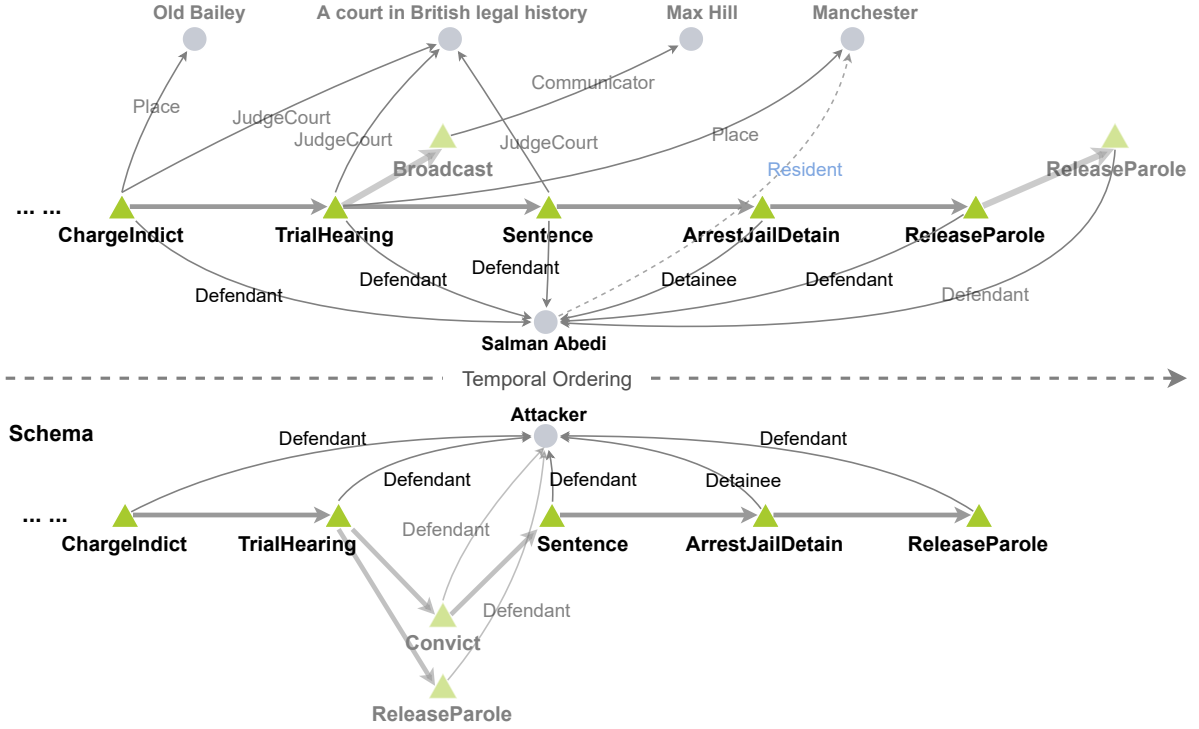 Old Bailey
A court in British legal history
Max Hill
Manchester
Communicator
Place
JudgeCourt
JudgeCourt
JudgeCourt
Place
Broadcast
Resident
ReleaseParole
... ...
ChargeIndict
TrialHearing
Sentence
ArrestJailDetain
ReleaseParole
Defendant
Defendant
Defendant
Detainee
Defendant
Defendant
Salman Abedi
Temporal Ordering
Schema
Attacker
Defendant
Defendant
Defendant
Defendant
Detainee
... ...
ChargeIndict
TrialHearing
Defendant
Sentence
ArrestJailDetain
ReleaseParole
Defendant
Convict
ReleaseParole